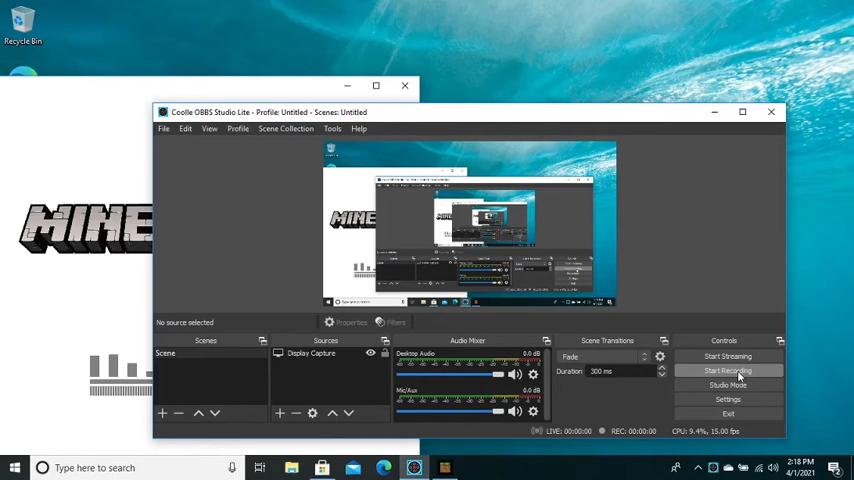 Recycle Bin
Coolle OBBS Studio Lite - Profile: Untitled - Scenes: Untitled
File Edit View Profile Scene Collection Tools Help
No source selected
Properties Filters
Scenes Sources Audio Mixer Scene Transitions Controls
Scene
Display Capture
Desktop Audio 0.0 dB
Mic/Aux 0.0 dB
Fade
Duration 300 ms
Start Streaming
Start Recording
Studio Mode
Settings
Exit
LIVE: 00:00:00 REC: 00:00:00 CPU: 9.4%, 15.00 fps
Type here to search
2:18 PM
4/1/2021